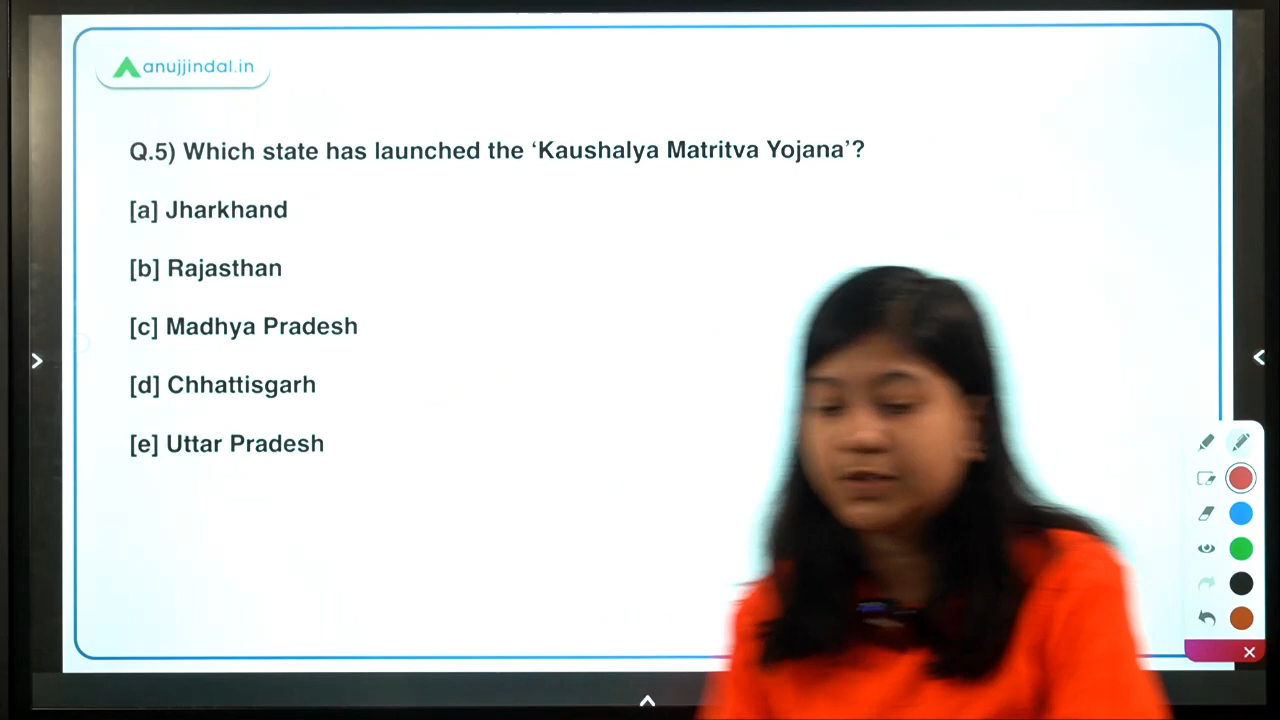 anujjindal.in
Q.5) Which state has launched the ‘Kaushalya Matritva Yojana’?
[a] Jharkhand
[b] Rajasthan
[c] Madhya Pradesh
[d] Chhattisgarh
[e] Uttar Pradesh